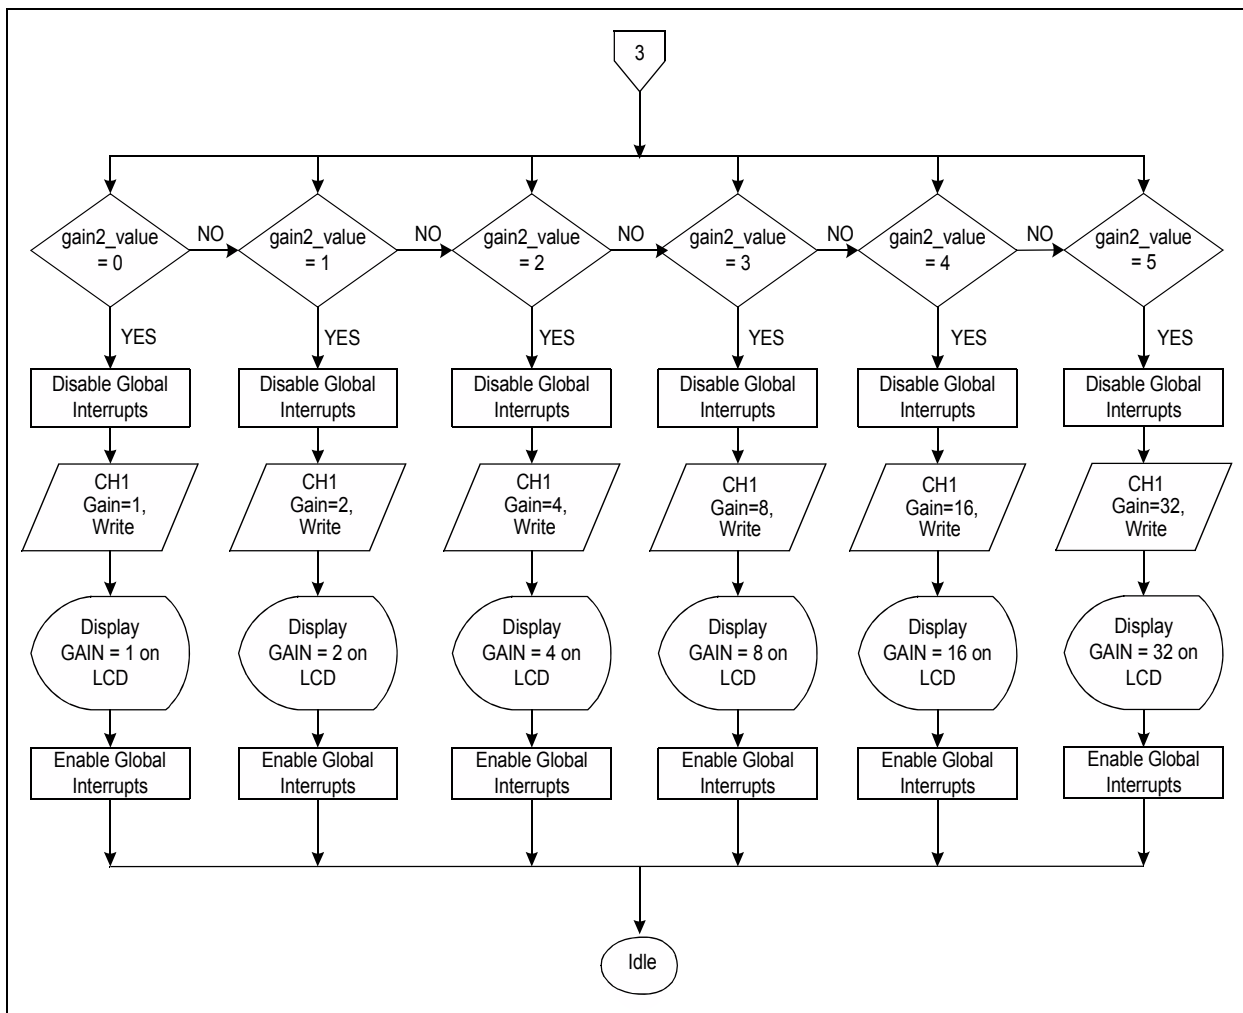 3
gain2_value
= 0
NO
gain2_value
= 1
NO
gain2_value
= 2
NO
gain2_value
= 3
NO
gain2_value
= 4
NO
gain2_value
= 5
YES
YES
YES
YES
YES
YES
Disable Global
Interrupts
Disable Global
Interrupts
Disable Global
Interrupts
Disable Global
Interrupts
Disable Global
Interrupts
Disable Global
Interrupts
CH1
Gain=1,
Write
CH1
Gain=2,
Write
CH1
Gain=4,
Write
CH1
Gain=8,
Write
CH1
Gain=16,
Write
CH1
Gain=32,
Write
Display
GAIN = 1 on
LCD
Display
GAIN = 2 on
LCD
Display
GAIN = 4 on
LCD
Display
GAIN = 8 on
LCD
Display
GAIN = 16 on
LCD
Display
GAIN = 32 on
LCD
Enable Global
Interrupts
Enable Global
Interrupts
Enable Global
Interrupts
Enable Global
Interrupts
Enable Global
Interrupts
Enable Global
Interrupts
Idle